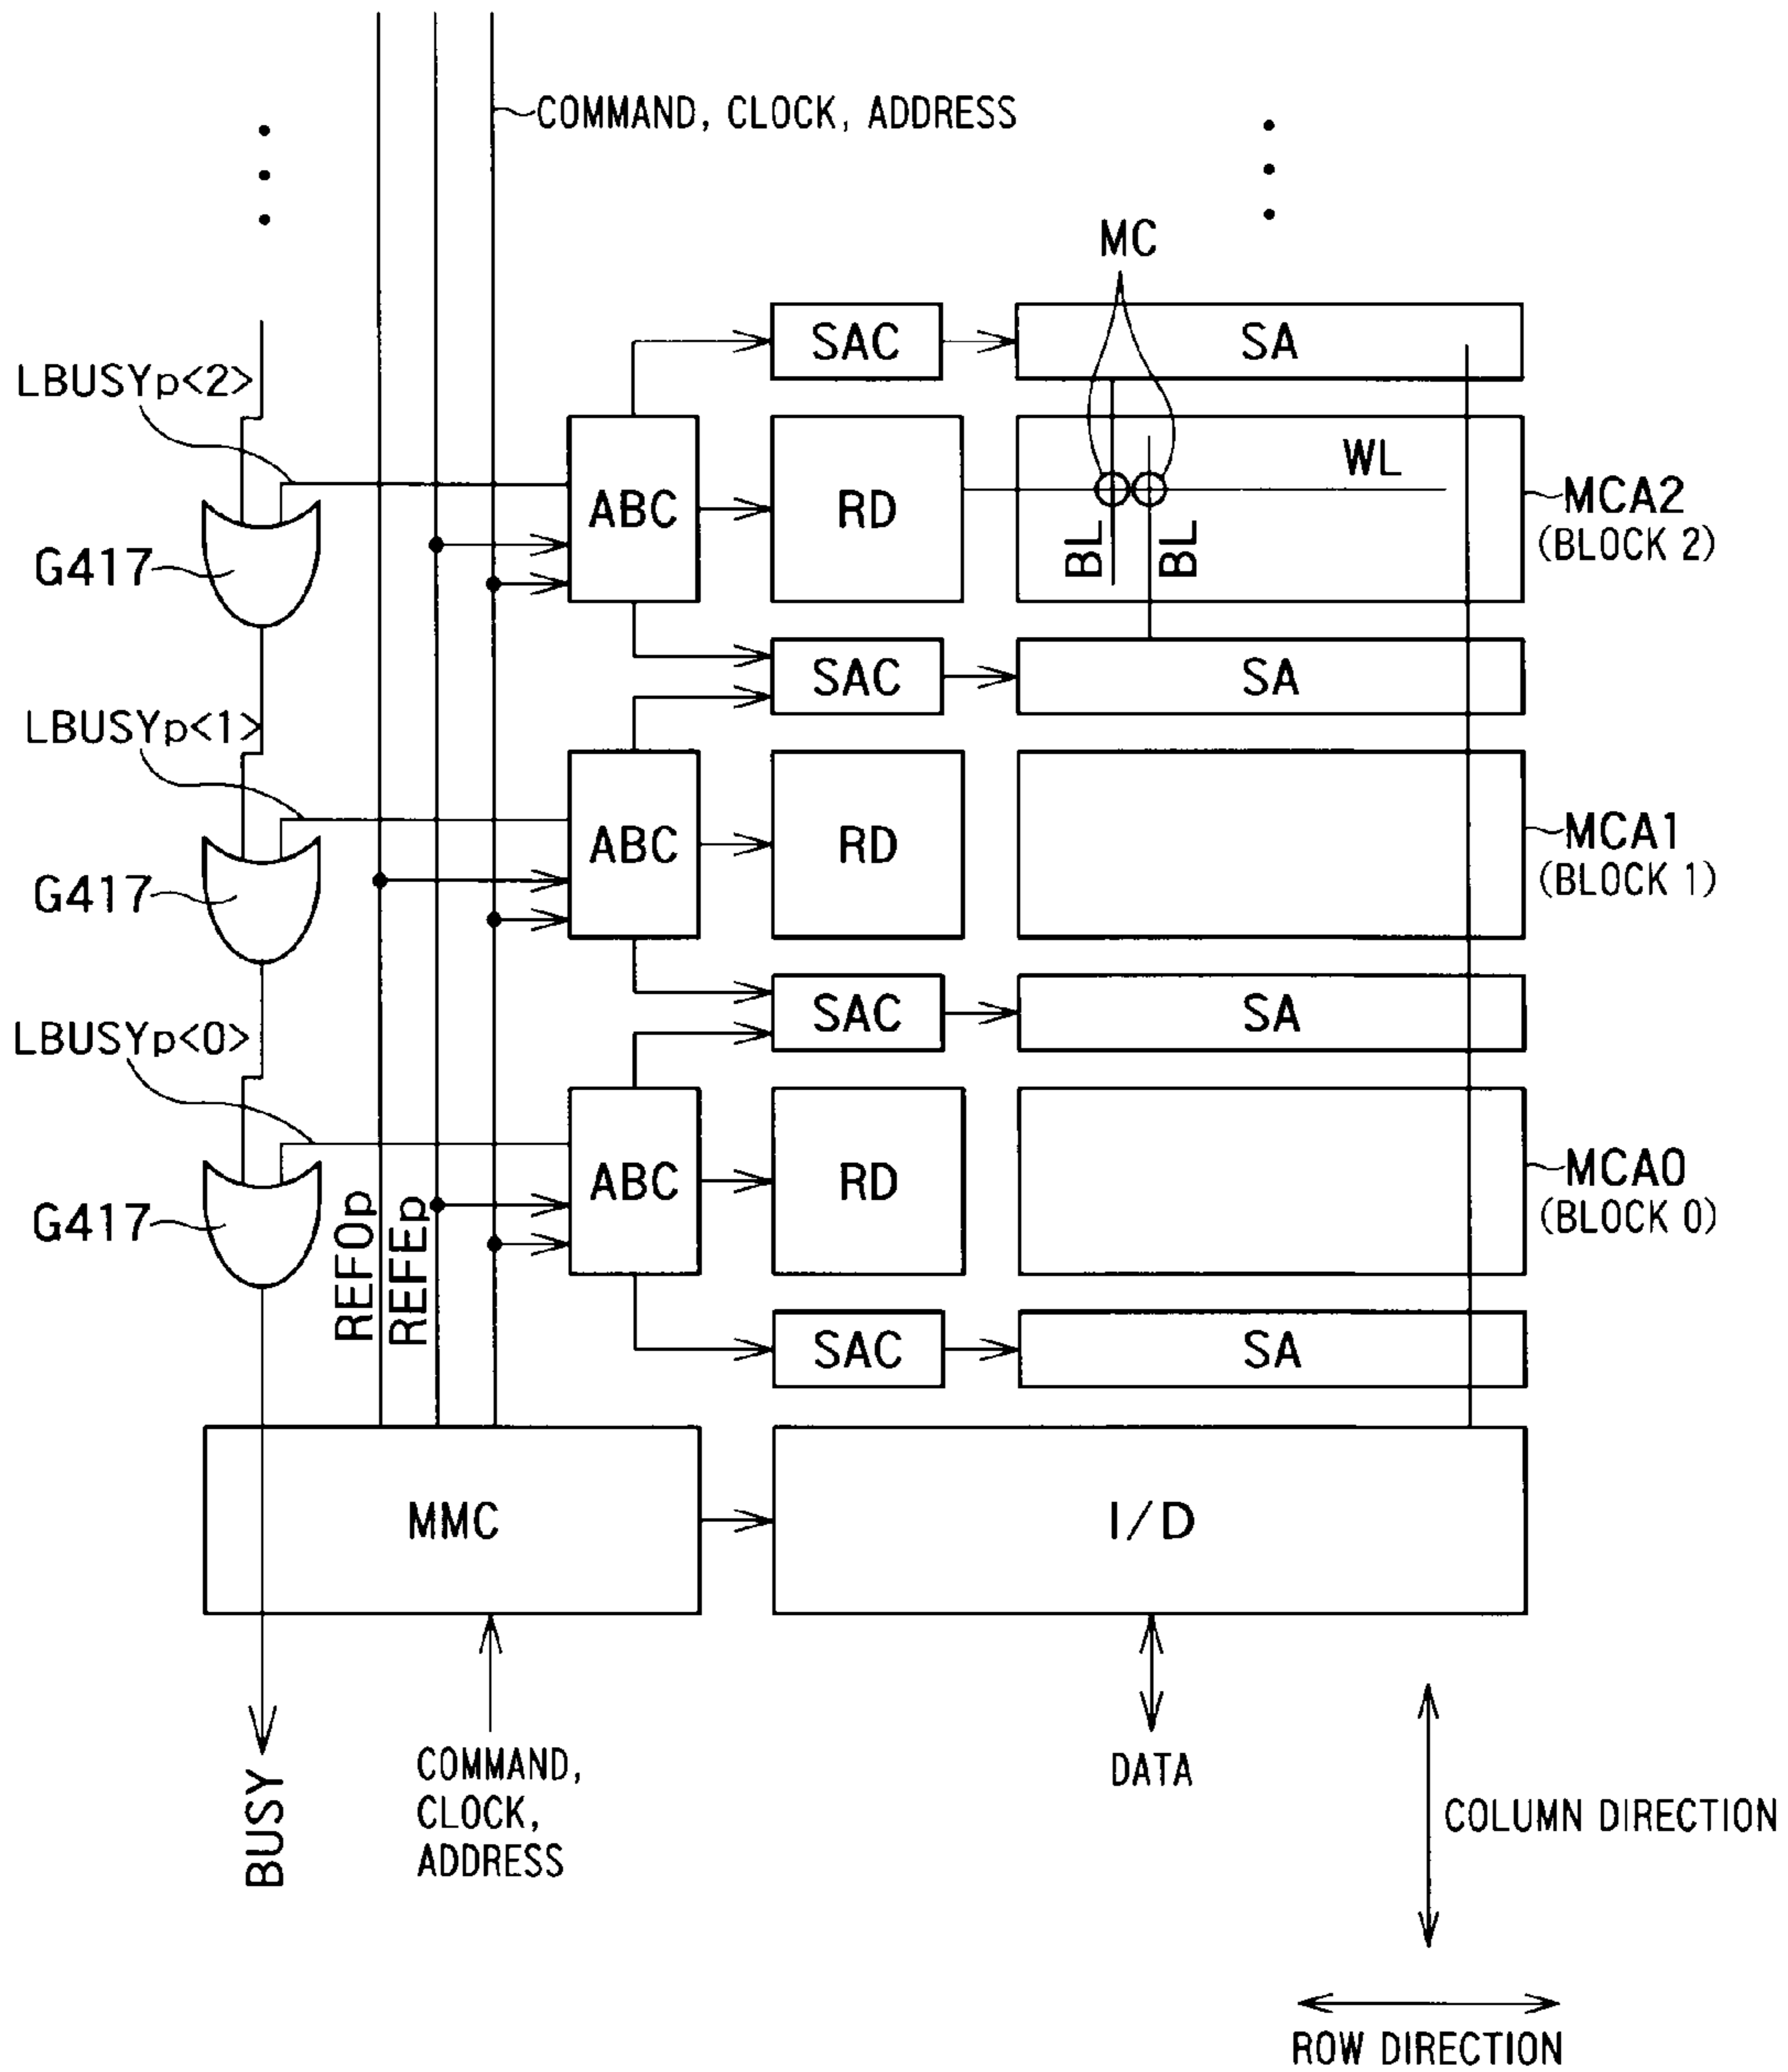 COMMAND, CLOCK, ADDRESS
MC
SAC
SA
LBUSYp<2>
ABC
RD
WL
BL
BL
MCA2
(BLOCK 2)
G417
SAC
SA
LBUSYp<1>
ABC
RD
MCA1
(BLOCK 1)
G417
SAC
SA
LBUSYp<0>
ABC
RD
MCA0
(BLOCK 0)
G417
REFOp
REFEp
SAC
SA
MMC
I/D
BUSY
COMMAND,
CLOCK,
ADDRESS
DATA
COLUMN DIRECTION
ROW DIRECTION